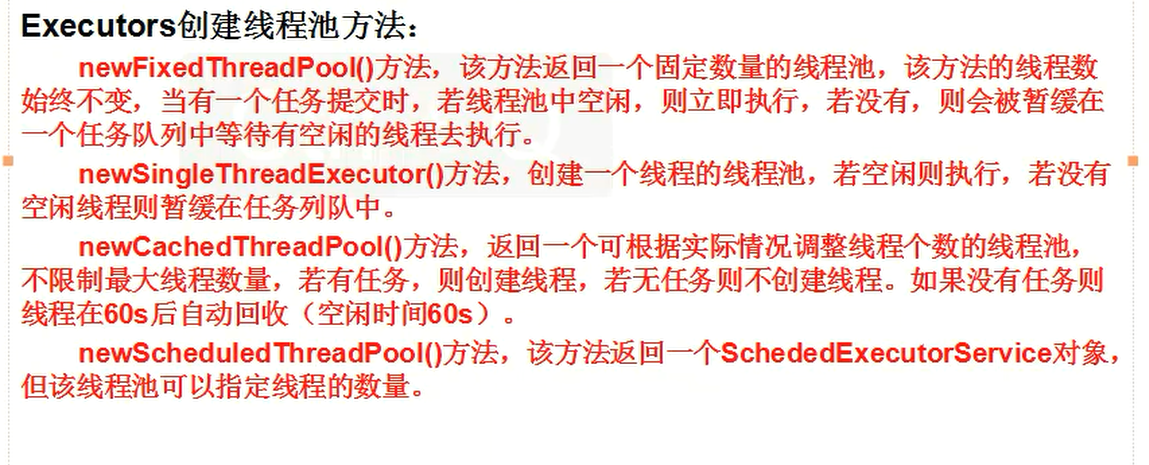 Executors创建线程池方法：
newFixedThreadPool()方法，该方法返回一个固定数量的线程池，该方法的线程数
始终不变，当有一个任务提交时，若线程池中空闲，则立即执行，若没有，则会被暂缓在
一个任务队列中等待有空闲的线程去执行。
newSingleThreadExecutor()方法，创建一个线程的线程池，若空闲则执行，若没有
空闲线程则暂缓在任务列队中。
newCachedThreadPool()方法，返回一个可根据实际情况调整线程个数的线程池，
不限制最大线程数量，若有任务，则创建线程，若无任务则不创建线程。如果没有任务则
线程在60s后自动回收（空闲时间60s）。
newScheduledThreadPool()方法，该方法返回一个SchededExecutorService对象，
但该线程池可以指定线程的数量。